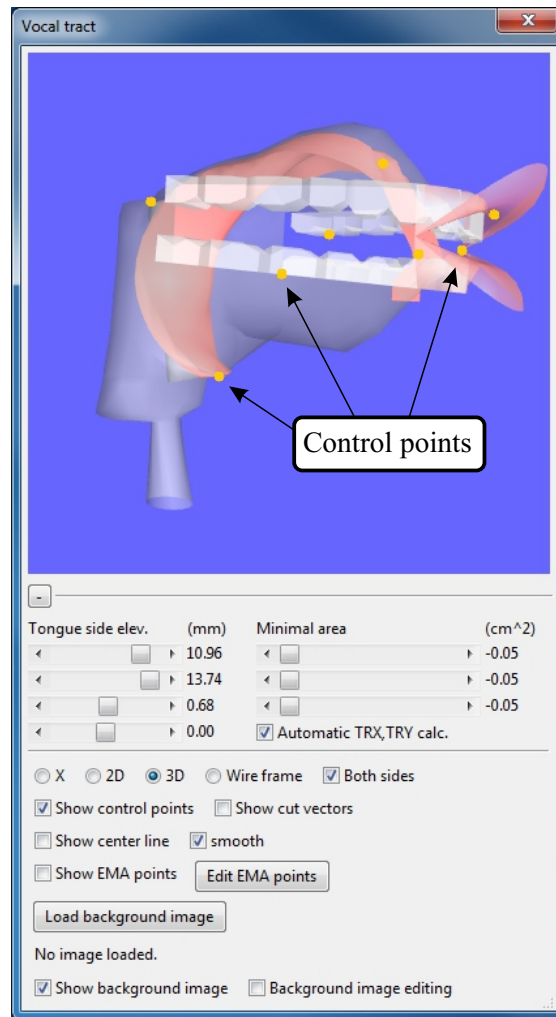 Vocal tract
Control points
-
Tongue side elev. (mm) Minimal area (cm^2)
10.96 -0.05
13.74 -0.05
0.68 -0.05
0.00 Automatic TRX,TRY calc.
X 2D 3D Wire frame Both sides
Show control points Show cut vectors
Show center line smooth
Show EMA points Edit EMA points
Load background image
No image loaded.
Show background image Background image editing